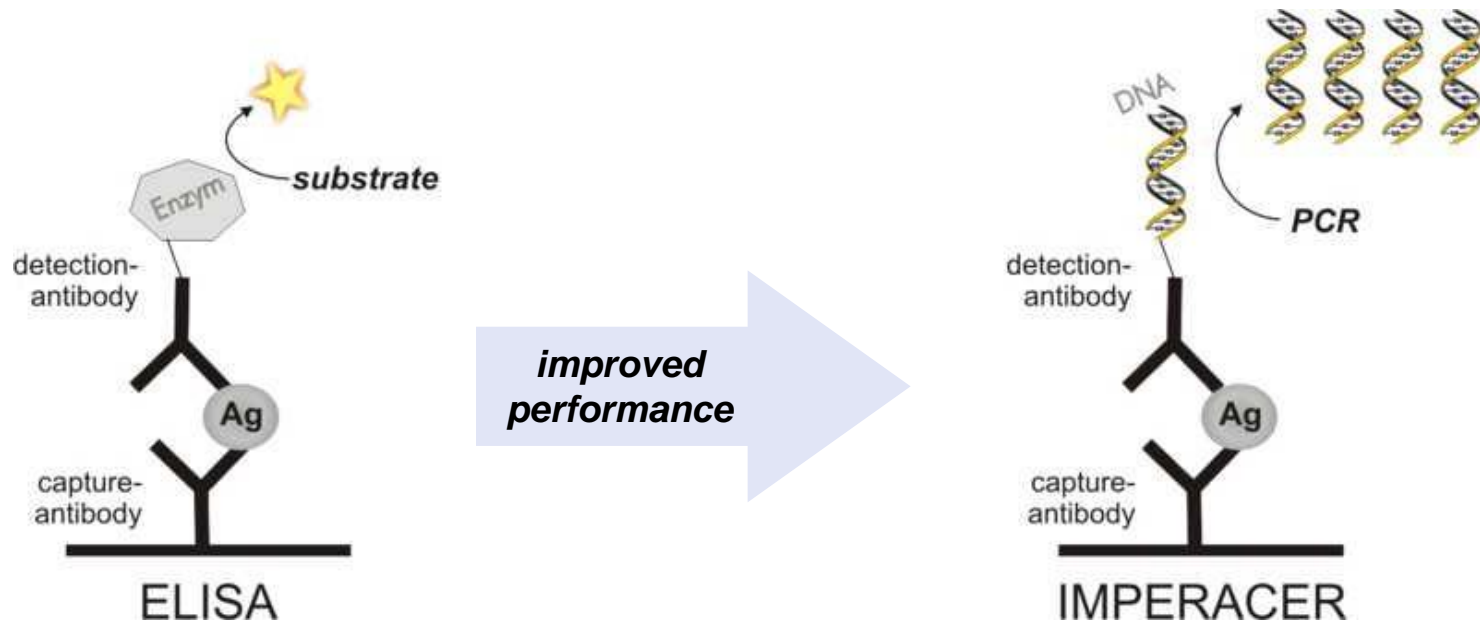 substrate
Enzym
detection-
antibody
Ag
capture-
antibody
ELISA
improved
performance
DNA
PCR
detection-
antibody
Ag
capture-
antibody
IMPERACER